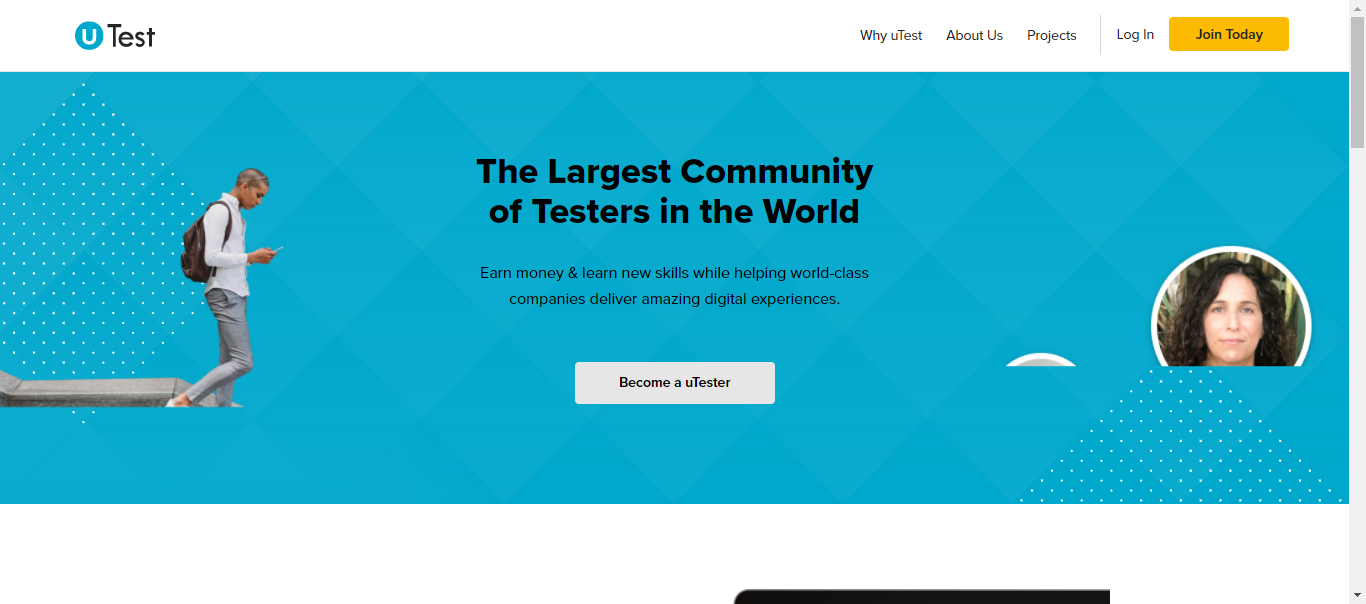 uTest
Why uTest
About Us
Projects
Log In
Join Today
The Largest Community
of Testers in the World
Earn money & learn new skills while helping world-class
companies deliver amazing digital experiences.
Become a uTester